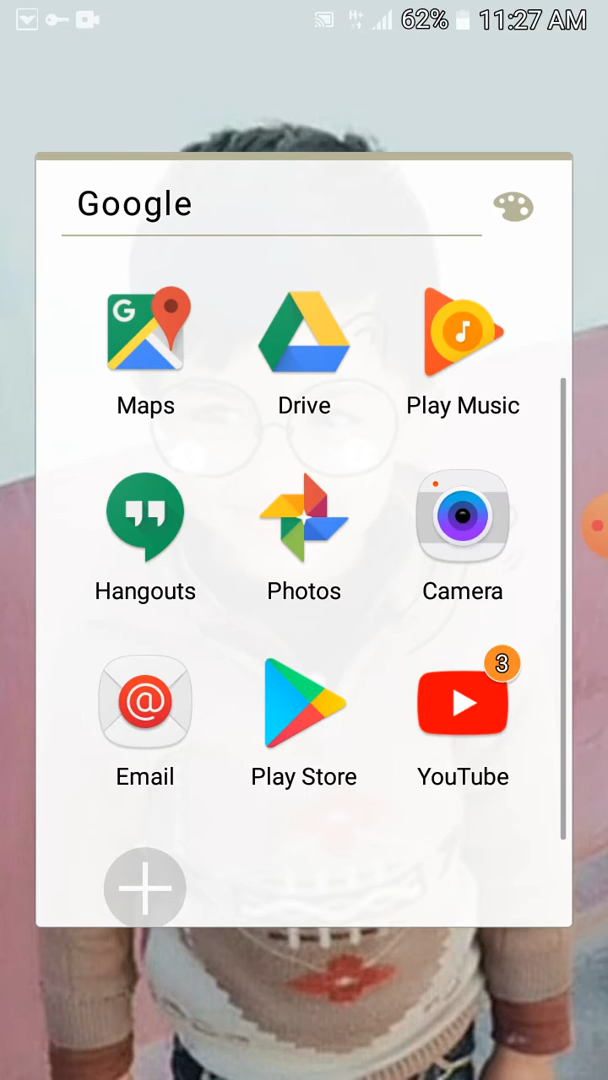 H+ 62% 11:27 AM
Google
G
Maps Drive Play Music
Hangouts Photos Camera
3
@
Email Play Store YouTube